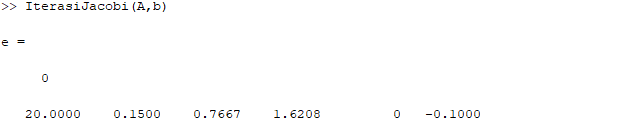 >> IterasiJacobi(A,b)
e =
0
20.0000 0.1500 0.7667 1.6208 0 -0.1000